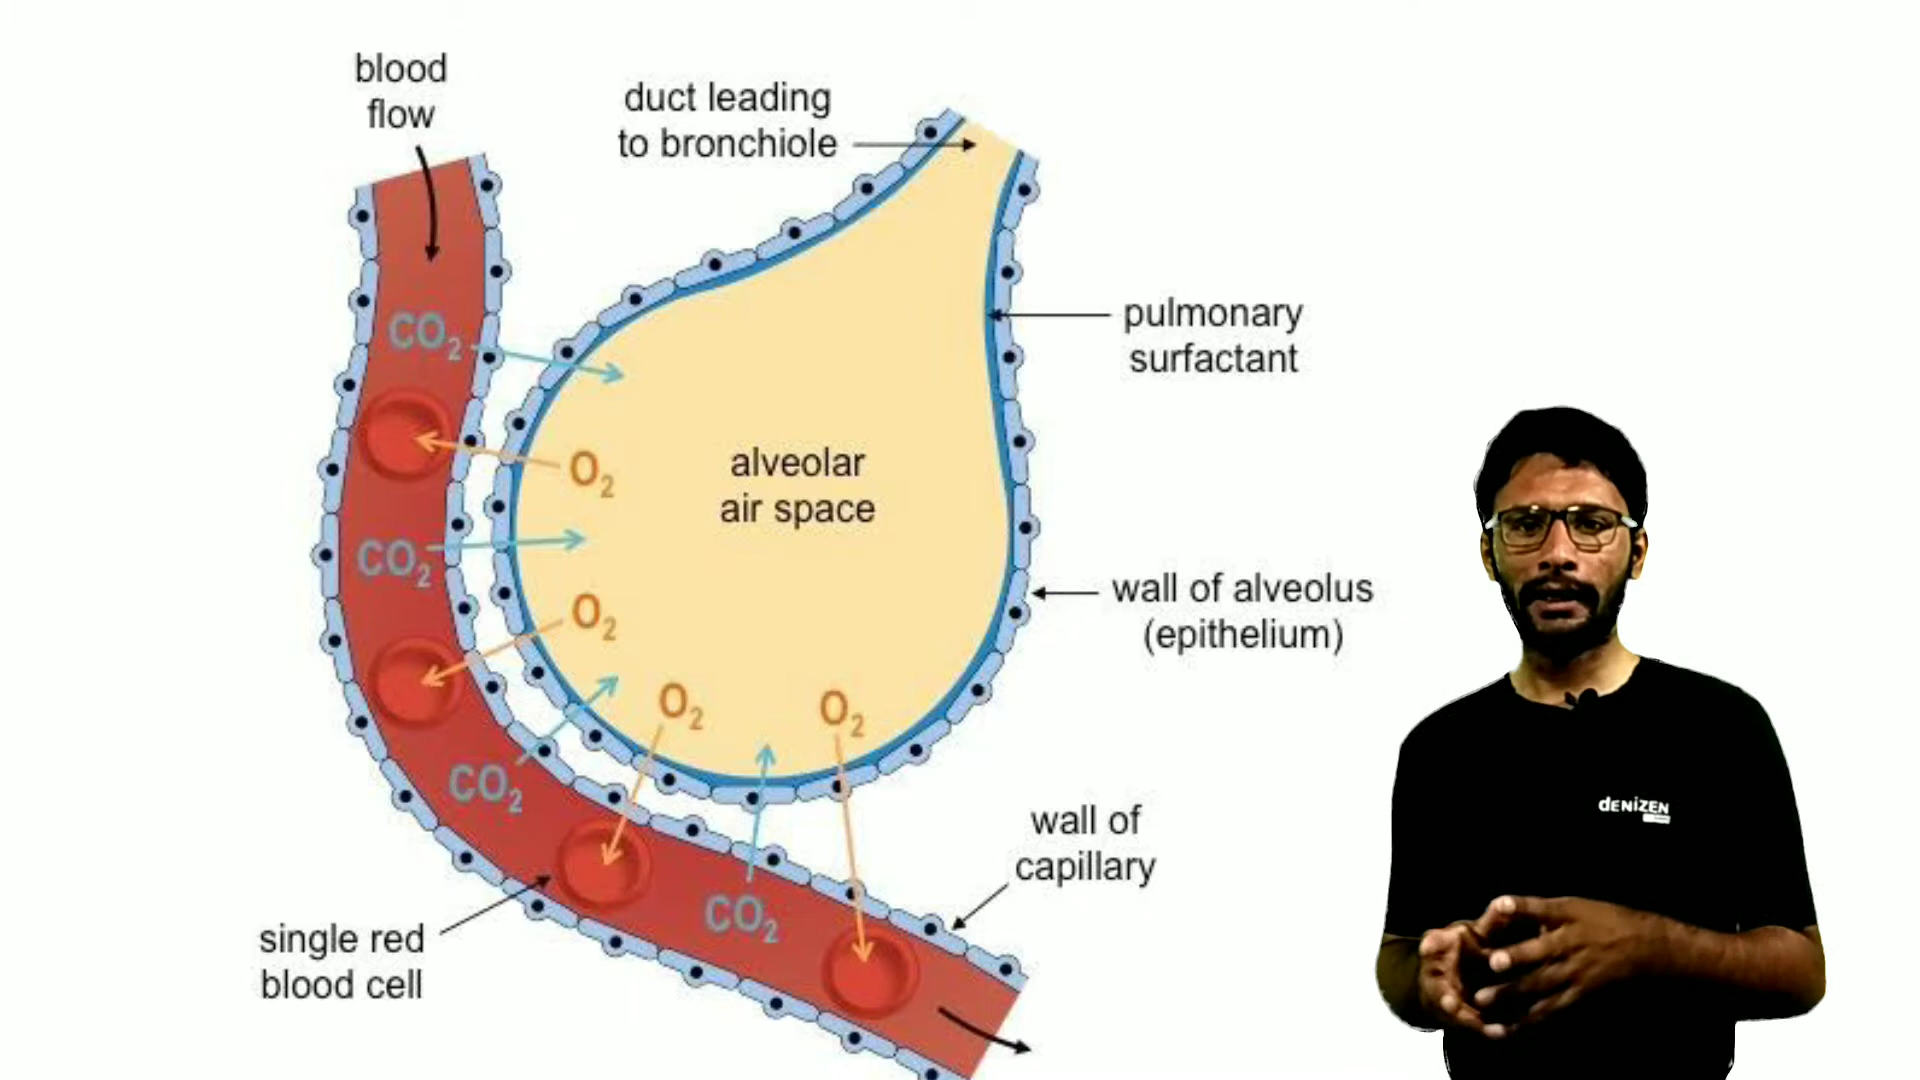 blood
flow
duct leading
to bronchiole
CO₂
pulmonary
surfactant
O₂
alveolar
air space
CO₂
O₂
wall of alveolus
(epithelium)
O₂
O₂
CO₂
wall of
capillary
CO₂
single red
blood cell
DENiZEN